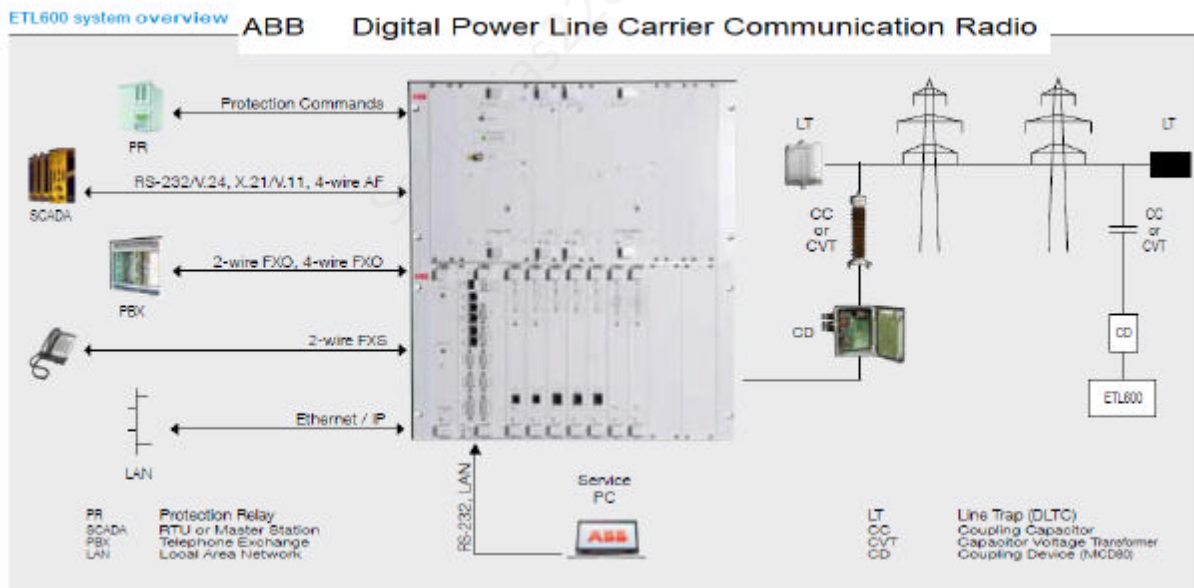 ETL600 system overview
ABB Digital Power Line Carrier Communication Radio
Protection Commands
PR
RS-232/V.24, X.21/V.11, 4-wire AF
SCADA
2-wire FXO, 4-wire FXO
PBX
2-wire FXS
Ethernet / IP
LAN
RS-232, LAN
Service
PC
ABB
ABB
ABB
LT
LT
CC
or
CVT
CC
or
CVT
CD
CD
ETL600
PR Protection Relay
SCADA RTU or Master Station
PBX Telephone Exchange
LAN Local Area Network
LT Line Trap (DLTC)
CC Coupling Capacitor
CVT Capacitor Voltage Transformer
CD Coupling Device (MCD80)